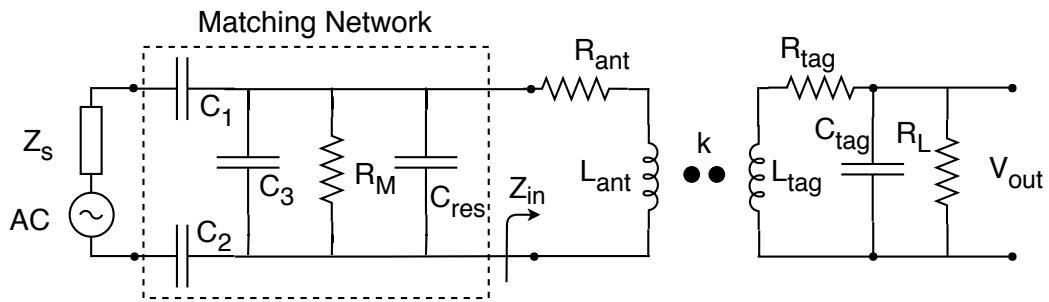 Matching Network
R_ant
R_tag
C_1
Z_s
C_3
R_M
C_res
Z_in
L_ant
k
L_tag
C_tag
R_L
V_out
AC
C_2